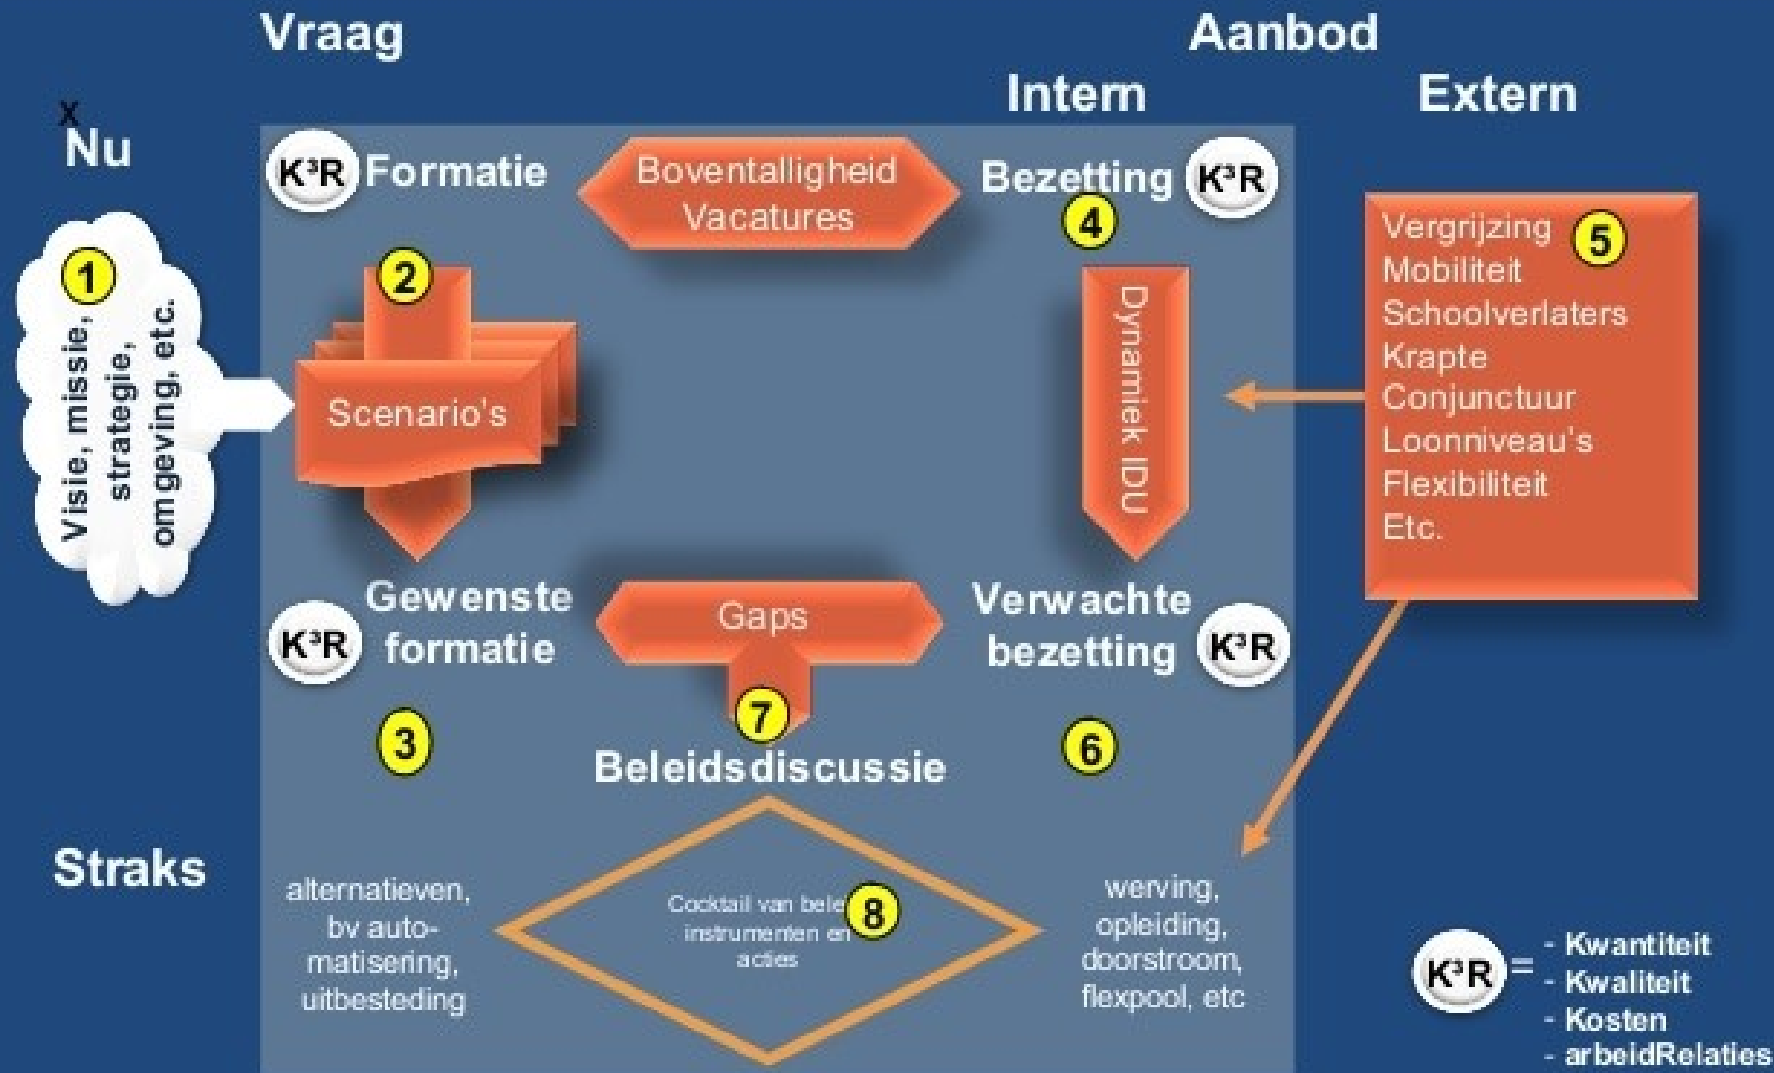 Vraag
Aanbod
Intern
Extern
x
Nu
K³R
Formatie
Boventalligheid
Vacatures
Bezetting
K³R
1
Visie, missie,
strategie,
omgeving, etc.
2
Scenario's
4
Dynamiek IDU
5
Vergrijzing
Mobiliteit
Schoolverlaters
Krapte
Conjunctuur
Loonniveau's
Flexibiliteit
Etc.
K³R
Gewenste
formatie
Gaps
Verwachte
bezetting
K³R
3
7
6
Beleidsdiscussie
Straks
alternatieven,
bv auto-
matisering,
uitbesteding
Cocktail van
instrumenten en
acties
8
werving,
opleiding,
doorstroom,
flexpool, etc
K³R =
- Kwantiteit
- Kwaliteit
- Kosten
- arbeidRelaties